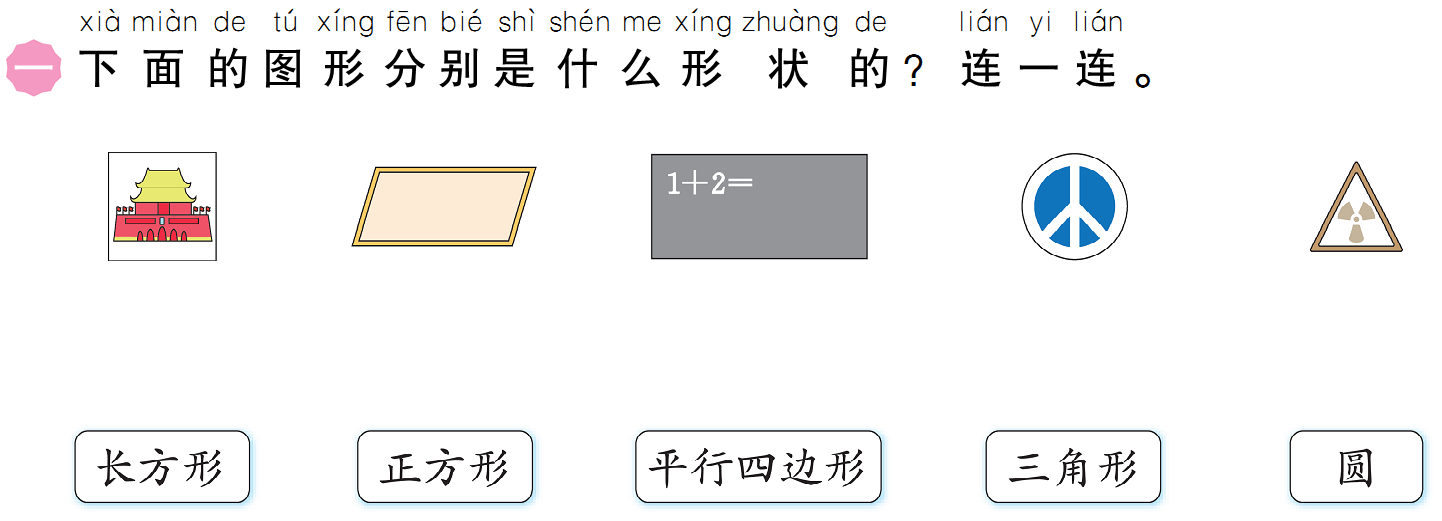 xià miàn de tú xíng fēn bié shì shén me xíng zhuàng de lián yi lián
一 下面的图形分别是什么形状的？连一连。
1+2=
长方形 正方形 平行四边形 三角形 圆